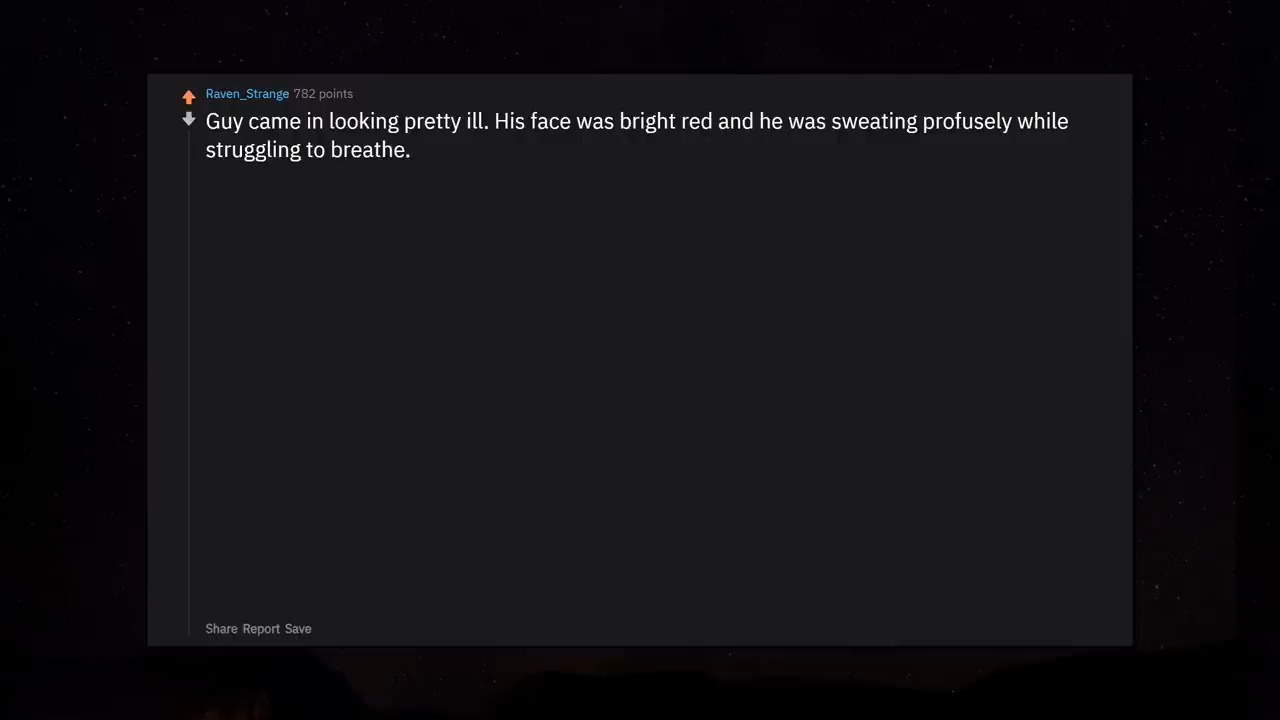 Raven_Strange 782 points
Guy came in looking pretty ill. His face was bright red and he was sweating profusely while
struggling to breathe.
Share Report Save